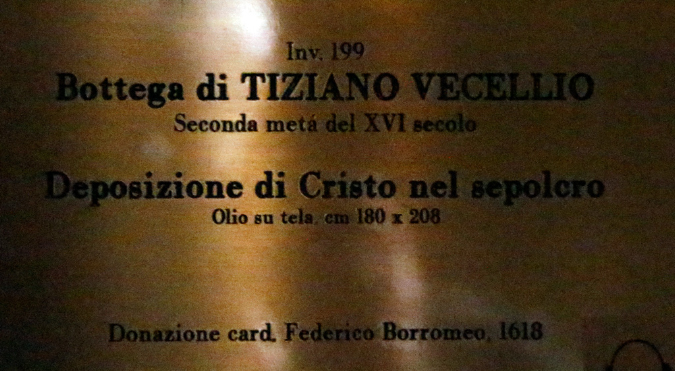 Inv. 199
Bottega di TIZIANO VECELLIO
Seconda metá del XVI secolo
Deposizione di Cristo nel sepolcro
Olio su tela, cm 180 x 208
Donazione card. Federico Borromeo, 1618